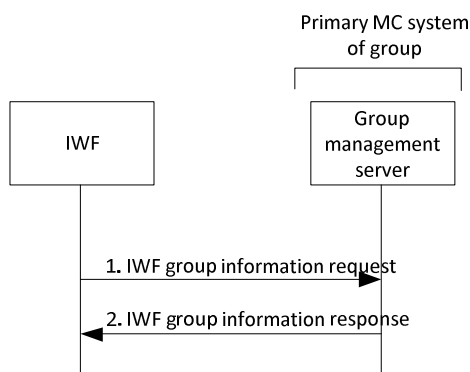 Primary MC system
of group
IWF
Group
management
server
1. IWF group information request
2. IWF group information response